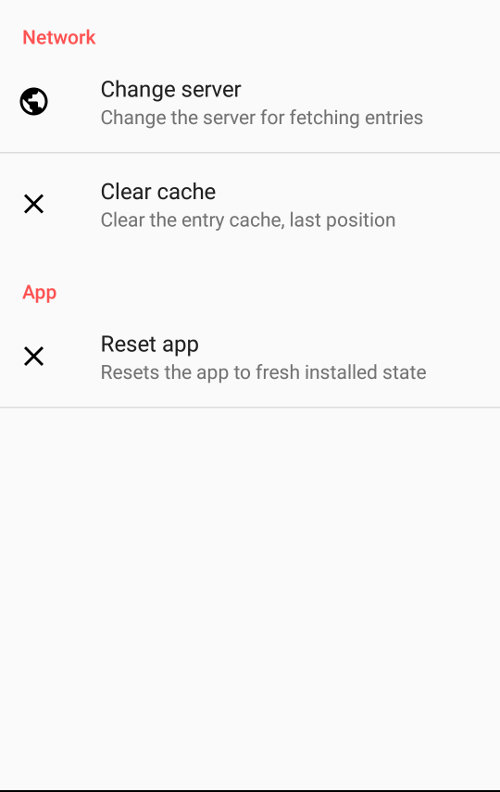 Network
Change server
Change the server for fetching entries
Clear cache
Clear the entry cache, last position
App
Reset app
Resets the app to fresh installed state